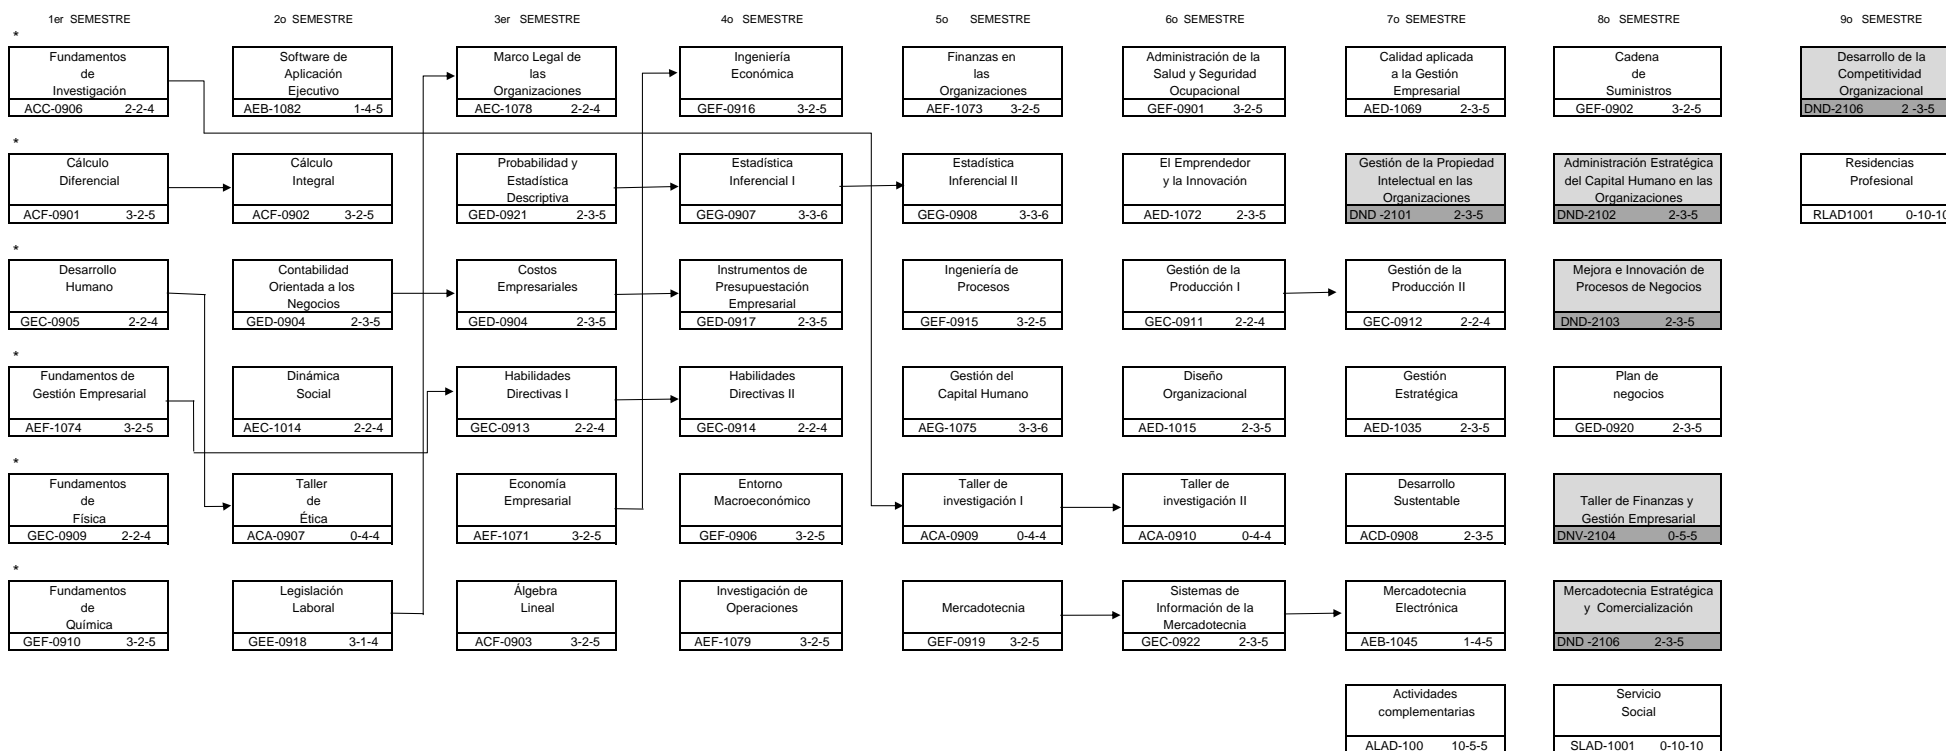 1er SEMESTRE 2o SEMESTRE 3er SEMESTRE 4o SEMESTRE 5o SEMESTRE 6o SEMESTRE 7o SEMESTRE 8o SEMESTRE 9o SEMESTRE
*
Fundamentos
de
Investigación
ACC-0906 2-2-4
Software de
Aplicación
Ejecutivo
AEB-1082 1-4-5
Marco Legal de
las
Organizaciones
AEC-1078 2-2-4
Ingeniería
Económica
GEF-0916 3-2-5
Finanzas en
las
Organizaciones
AEF-1073 3-2-5
Administración de la
Salud y Seguridad
Ocupacional
GEF-0901 3-2-5
Calidad aplicada
a la Gestión
Empresarial
AED-1069 2-3-5
Cadena
de
Suministros
GEF-0902 3-2-5
Desarrollo de la
Competitividad
Organizacional
DND-2106 2 -3-5
*
Cálculo
Diferencial
ACF-0901 3-2-5
Cálculo
Integral
ACF-0902 3-2-5
Probabilidad y
Estadística
Descriptiva
GED-0921 2-3-5
Estadística
Inferencial I
GEG-0907 3-3-6
Estadística
Inferencial II
GEG-0908 3-3-6
El Emprendedor
y la Innovación
AED-1072 2-3-5
Gestión de la Propiedad
Intelectual en las
Organizaciones
DND -2101 2-3-5
Administración Estratégica
del Capital Humano en las
Organizaciones
DND-2102 2-3-5
Residencias
Profesional
RLAD1001 0-10-10
*
Desarrollo
Humano
GEC-0905 2-2-4
Contabilidad
Orientada a los
Negocios
GED-0904 2-3-5
Costos
Empresariales
GED-0904 2-3-5
Instrumentos de
Presupuestación
Empresarial
GED-0917 2-3-5
Ingeniería de
Procesos
GEF-0915 3-2-5
Gestión de la
Producción I
GEC-0911 2-2-4
Gestión de la
Producción II
GEC-0912 2-2-4
Mejora e Innovación de
Procesos de Negocios
DND-2103 2-3-5
*
Fundamentos de
Gestión Empresarial
AEF-1074 3-2-5
Dinámica
Social
AEC-1014 2-2-4
Habilidades
Directivas I
GEC-0913 2-2-4
Habilidades
Directivas II
GEC-0914 2-2-4
Gestión del
Capital Humano
AEG-1075 3-3-6
Diseño
Organizacional
AED-1015 2-3-5
Gestión
Estratégica
AED-1035 2-3-5
Plan de
negocios
GED-0920 2-3-5
*
Fundamentos
de
Física
GEC-0909 2-2-4
Taller
de
Ética
ACA-0907 0-4-4
Economía
Empresarial
AEF-1071 3-2-5
Entorno
Macroeconómico
GEF-0906 3-2-5
Taller de
investigación I
ACA-0909 0-4-4
Taller de
investigación II
ACA-0910 0-4-4
Desarrollo
Sustentable
ACD-0908 2-3-5
Taller de Finanzas y
Gestión Empresarial
DNV-2104 0-5-5
*
Fundamentos
de
Química
GEF-0910 3-2-5
Legislación
Laboral
GEE-0918 3-1-4
Álgebra
Lineal
ACF-0903 3-2-5
Investigación de
Operaciones
AEF-1079 3-2-5
Mercadotecnia
GEF-0919 3-2-5
Sistemas de
Información de la
Mercadotecnia
GEC-0922 2-3-5
Mercadotecnia
Electrónica
AEB-1045 1-4-5
Mercadotecnia Estratégica
y Comercialización
DND -2106 2-3-5
Actividades
complementarias
ALAD-100 10-5-5
Servicio
Social
SLAD-1001 0-10-10